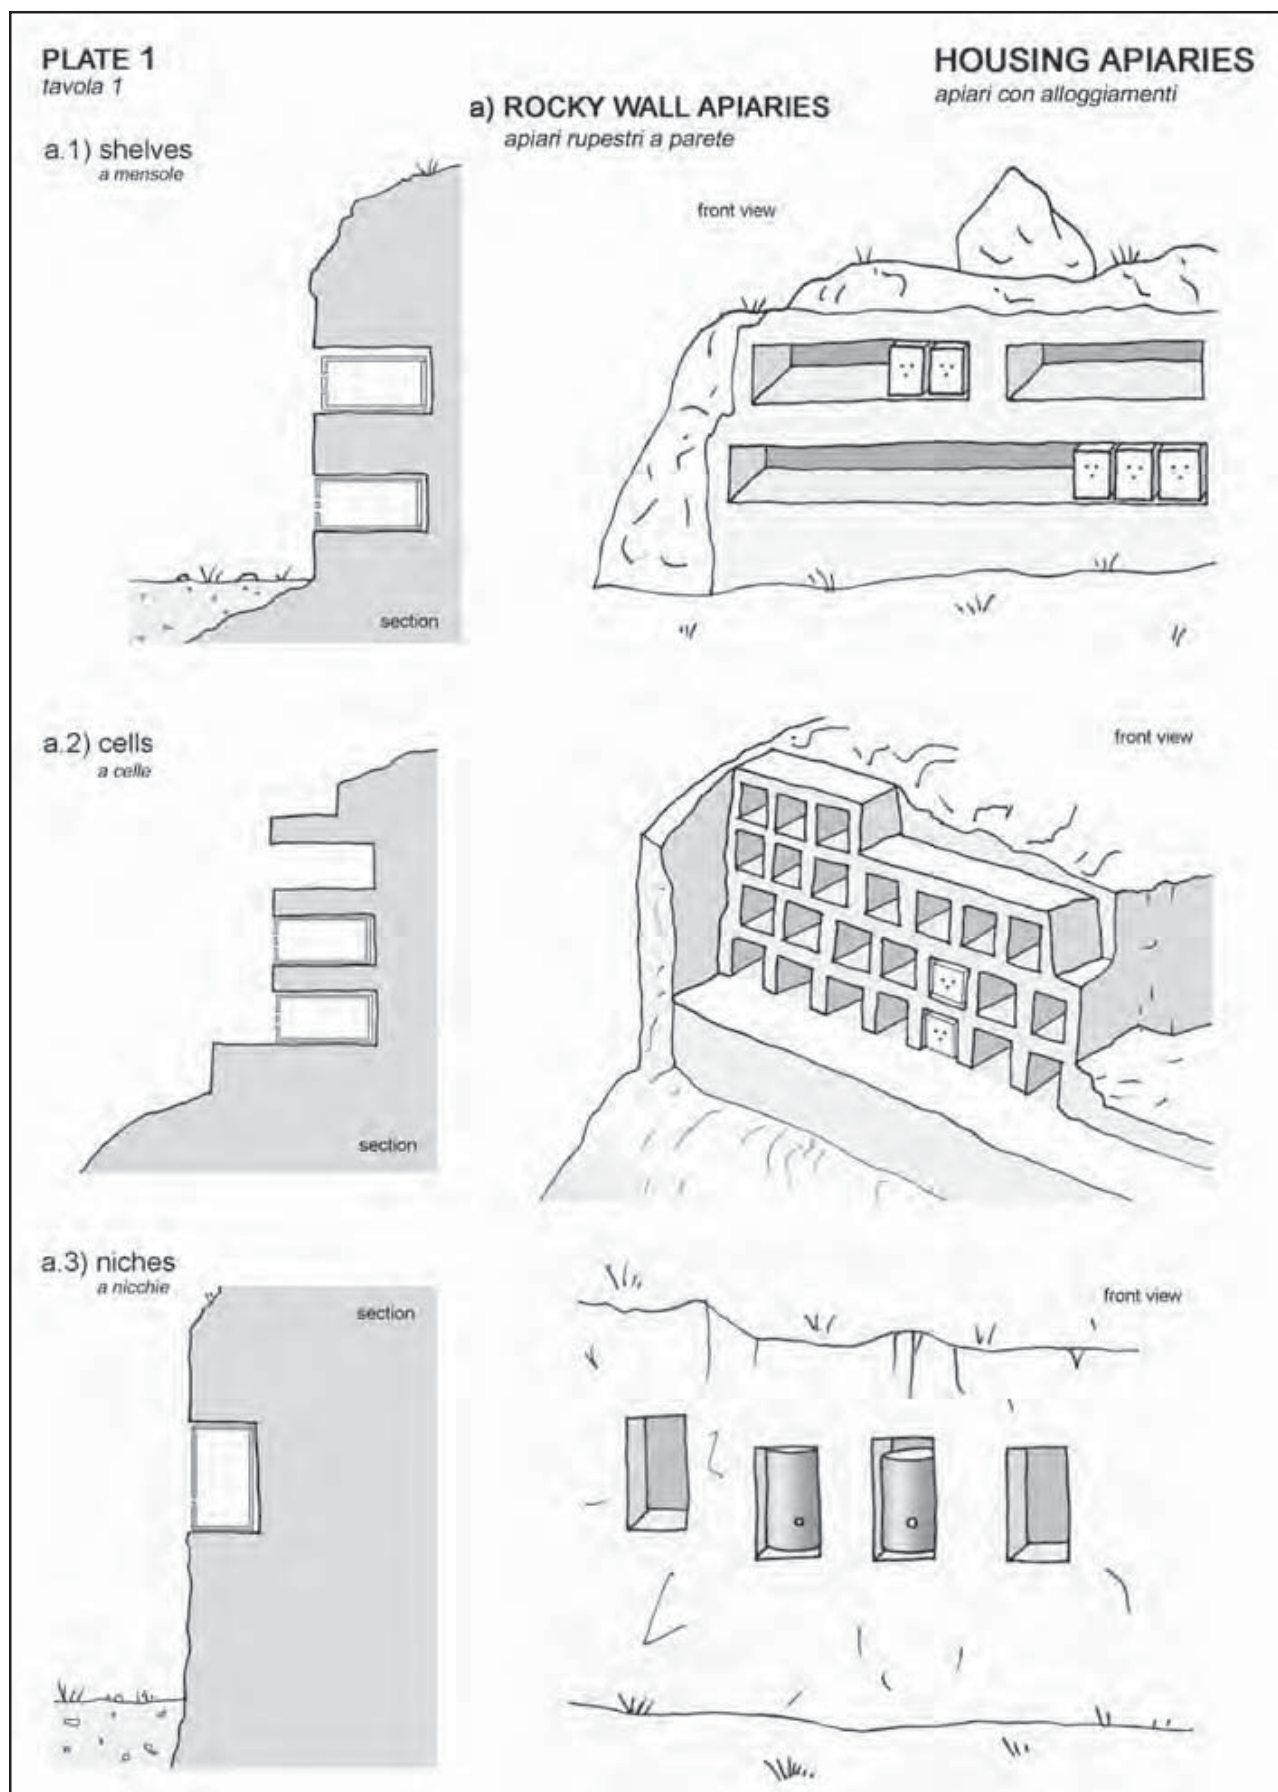 PLATE 1
tavola 1
HOUSING APIARIES
apiari con alloggiamenti
a) ROCKY WALL APIARIES
apiari rupestri a parete
a.1) shelves
a mensole
front view
section
a.2) cells
a celle
front view
section
a.3) niches
a nicchie
section
front view